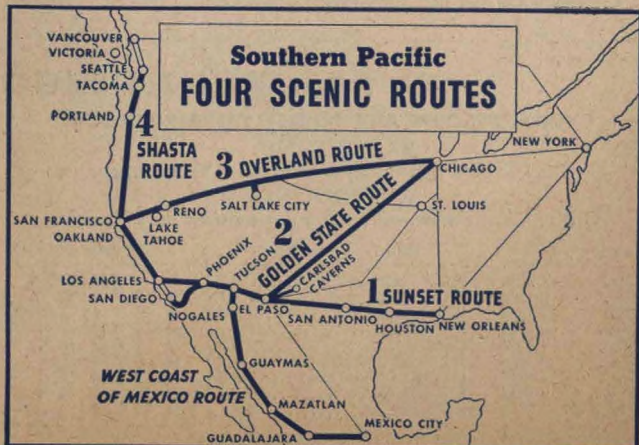 Southern Pacific
FOUR SCENIC ROUTES
VANCOUVER
VICTORIA
SEATTLE
TACOMA
PORTLAND
4
SHASTA
ROUTE
3 OVERLAND ROUTE
NEW YORK
CHICAGO
SALT LAKE CITY
ST. LOUIS
RENO
LAKE
TAHOE
SAN FRANCISCO
OAKLAND
2
GOLDEN STATE ROUTE
PHOENIX
TUCSON
CARLSBAD
CAVERNS
LOS ANGELES
SAN DIEGO
NOGALES
EL PASO
1 SUNSET ROUTE
SAN ANTONIO
HOUSTON
NEW ORLEANS
GUAYMAS
WEST COAST
OF MEXICO ROUTE
MAZATLAN
MEXICO CITY
GUADALAJARA